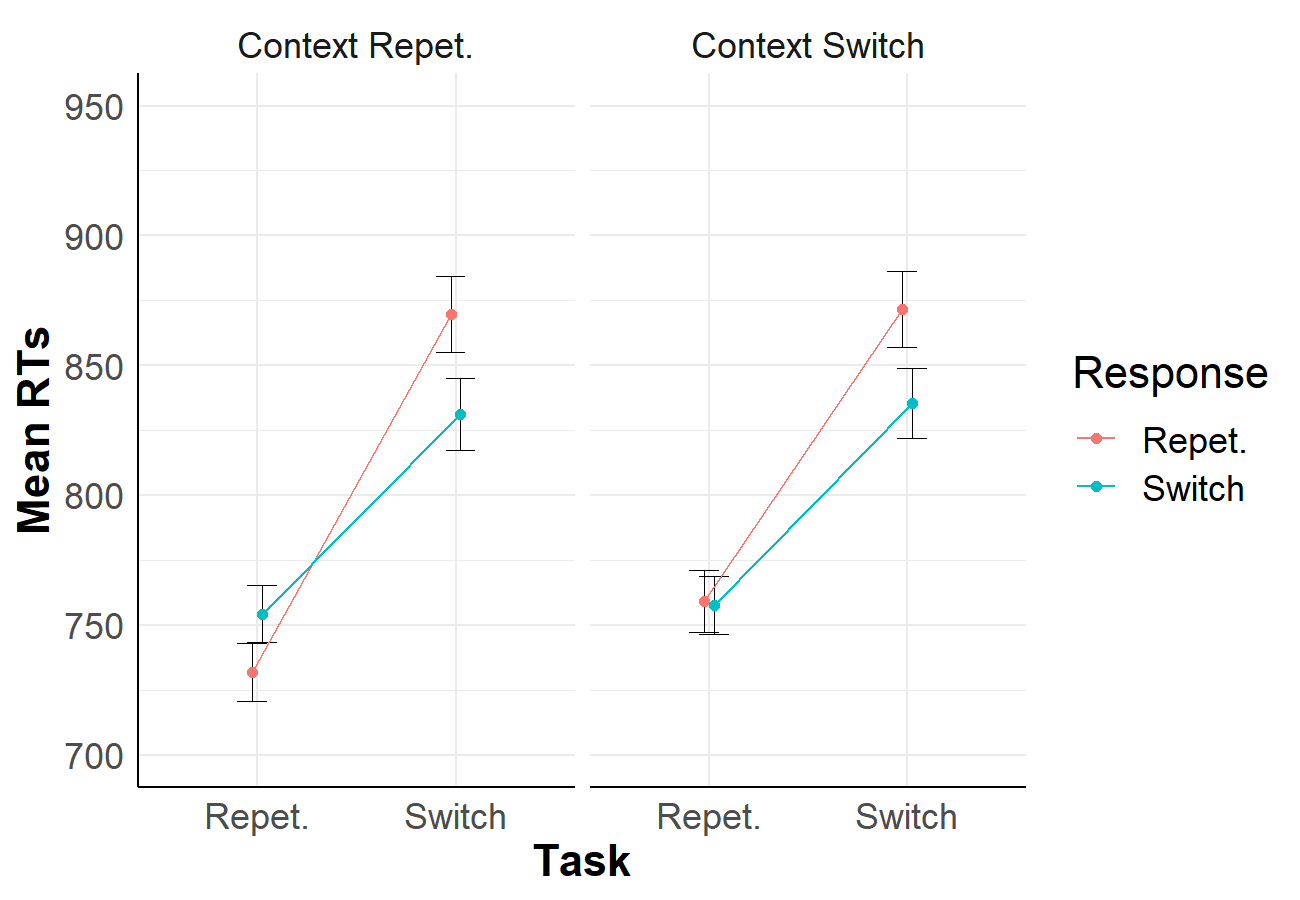 Context Repet.
Context Switch
950
900
850
800
750
700
Mean RTs
Repet.
Switch
Repet.
Switch
Task
Response
Repet.
Switch